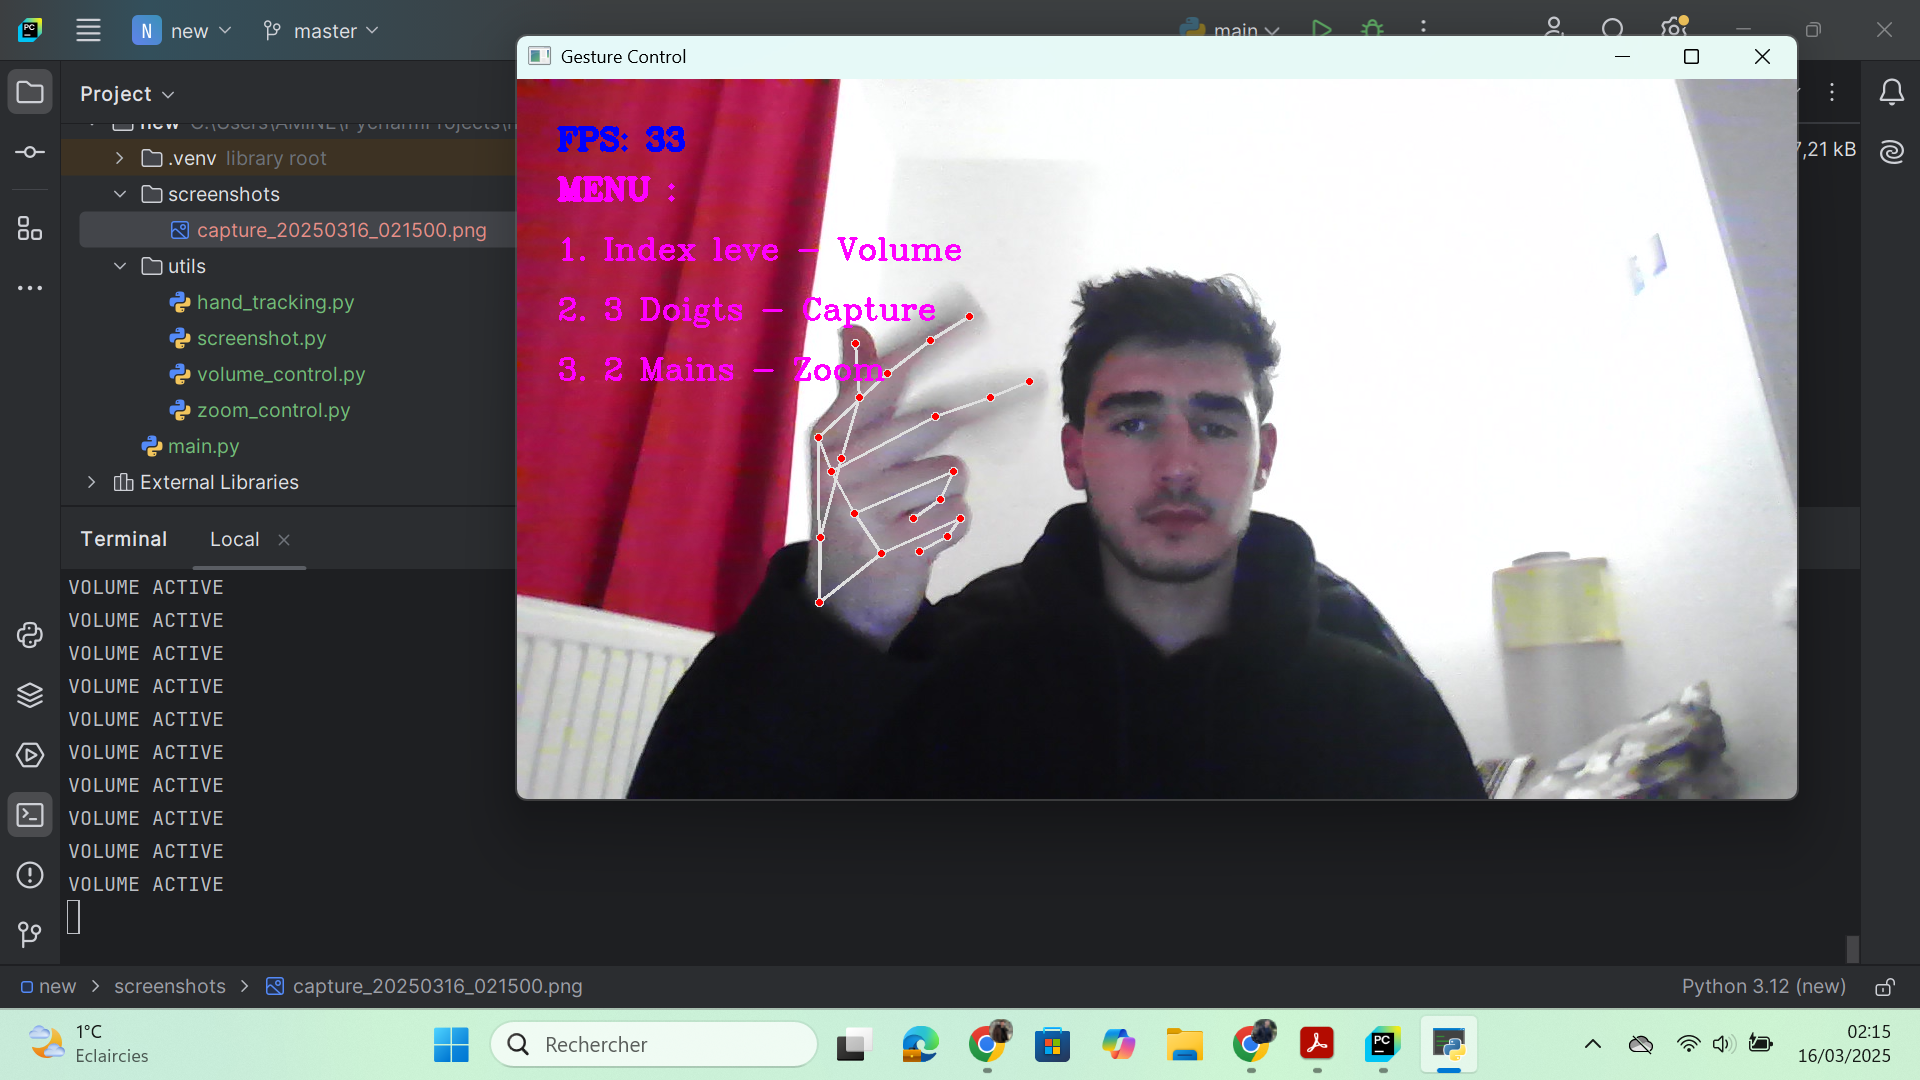 PC
N new
master
main
Gesture Control
Project
.venv library root
screenshots
capture_20250316_021500.png
utils
hand_tracking.py
screenshot.py
volume_control.py
zoom_control.py
main.py
External Libraries
7,21 kB
FPS: 33
MENU :
1. Index leve - Volume
2. 3 Doigts - Capture
3. 2 Mains - Zoom
Terminal
Local
VOLUME ACTIVE
VOLUME ACTIVE
VOLUME ACTIVE
VOLUME ACTIVE
VOLUME ACTIVE
VOLUME ACTIVE
VOLUME ACTIVE
VOLUME ACTIVE
VOLUME ACTIVE
VOLUME ACTIVE
new > screenshots > capture_20250316_021500.png
Python 3.12 (new)
1°C
Eclaircies
Rechercher
PC
02:15
16/03/2025